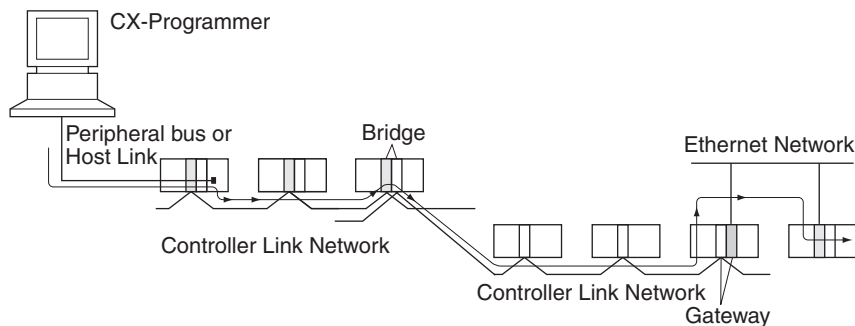 CX-Programmer
Peripheral bus or
Host Link
Bridge
Ethernet Network
Controller Link Network
Controller Link Network
Gateway